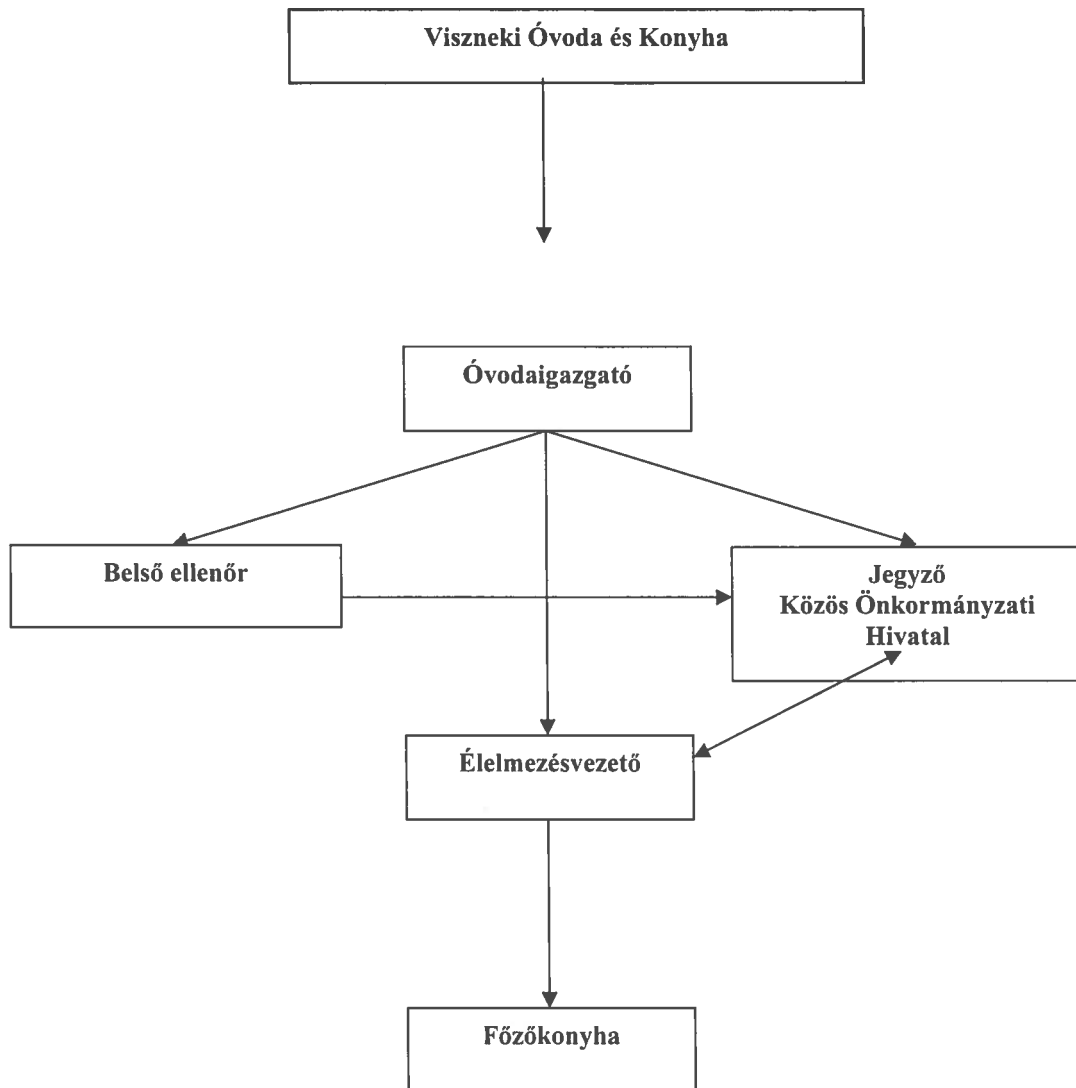 Viszneki Óvoda és Konyha
Óvodaigazgató
Belső ellenőr
Jegyző
Közös Önkormányzati
Hivatal
Élelmezésvezető
Főzőkonyha